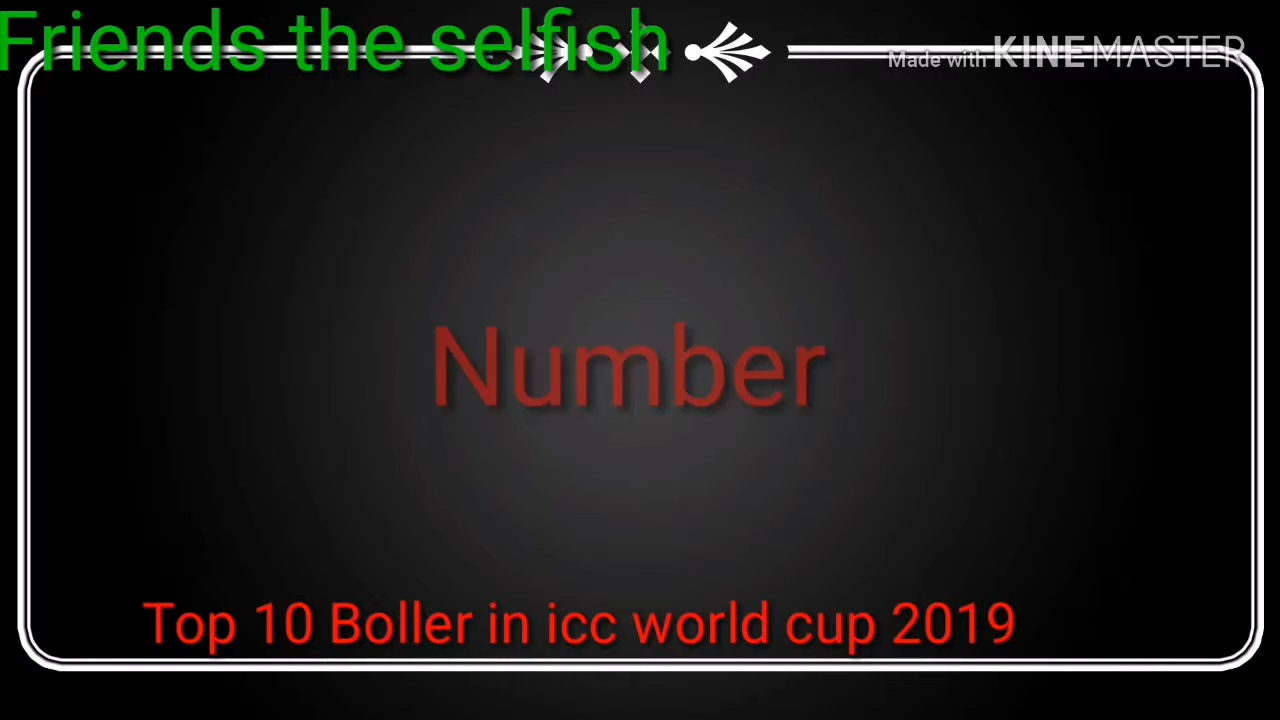 Friends the selfish
Made with KINEMASTER
Number
Top 10 Boller in icc world cup 2019